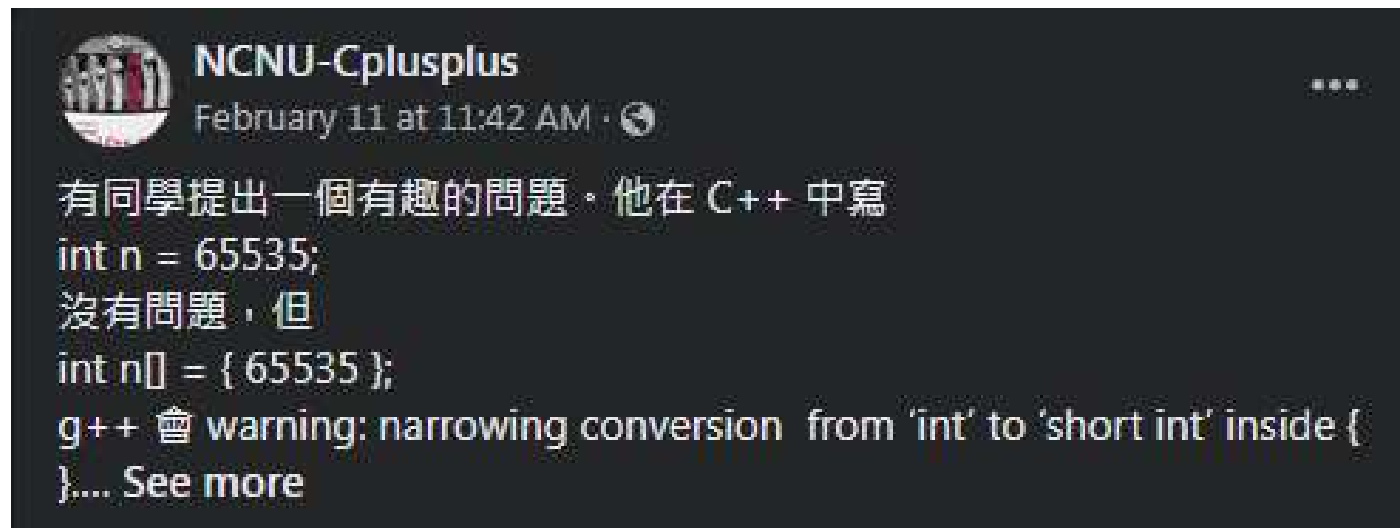 NCNU-Cplusplus
February 11 at 11:42 AM ·
有同學提出一個有趣的問題。他在 C++ 中寫
int n = 65535;
沒有問題，但
int n[] = { 65535 };
g++ 會 warning: narrowing conversion  from ‘int’ to ‘short int’ inside {
}.... See more